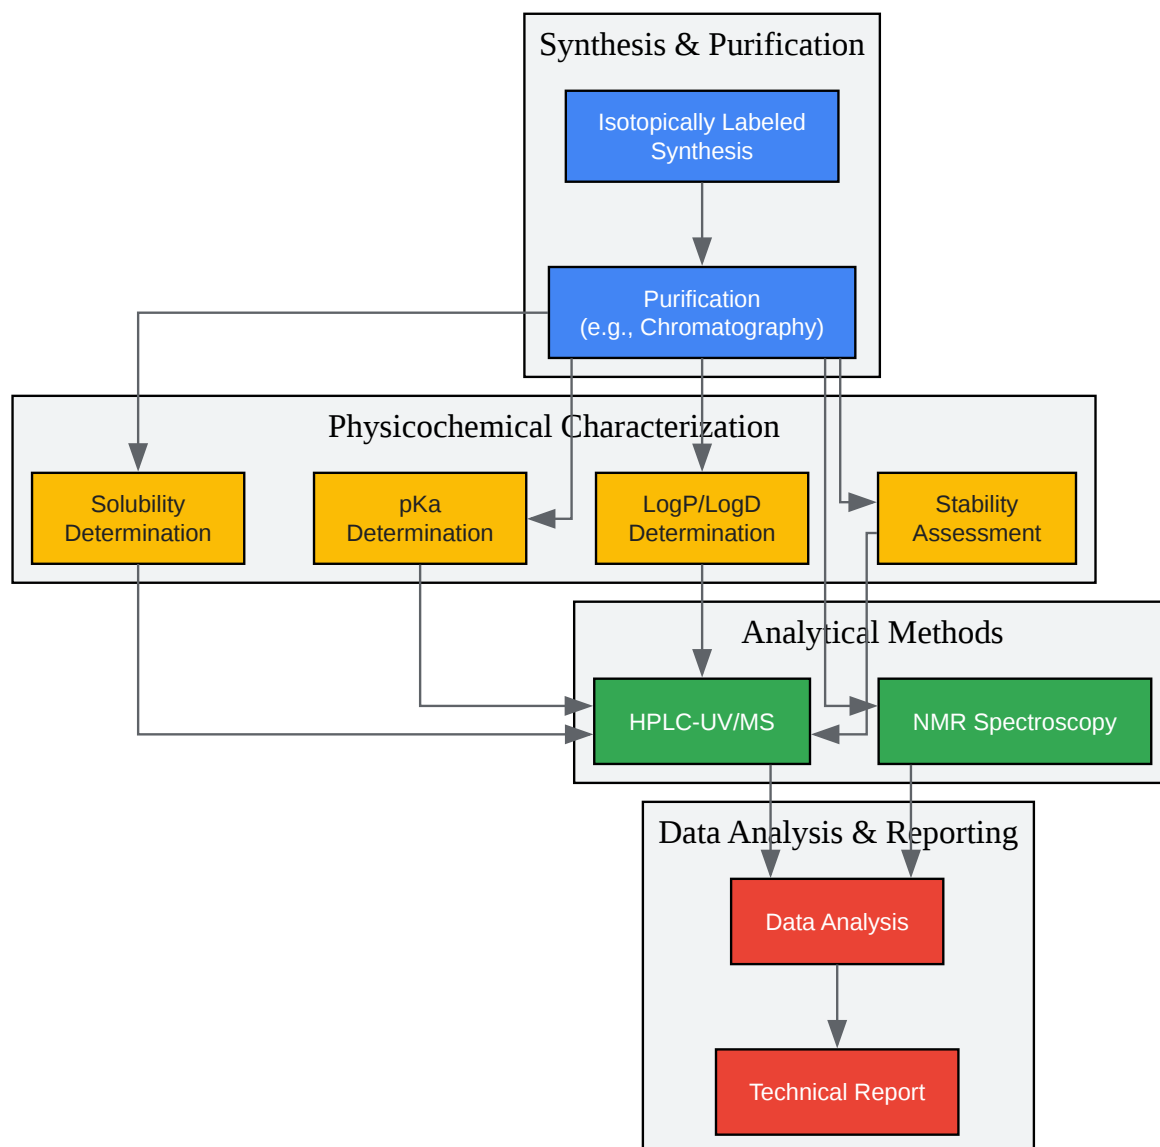 Synthesis & Purification
Isotopically Labeled
Synthesis
Purification
(e.g., Chromatography)
Physicochemical Characterization
Solubility
Determination
pKa
Determination
LogP/LogD
Determination
Stability
Assessment
Analytical Methods
HPLC-UV/MS
NMR Spectroscopy
Data Analysis & Reporting
Data Analysis
Technical Report